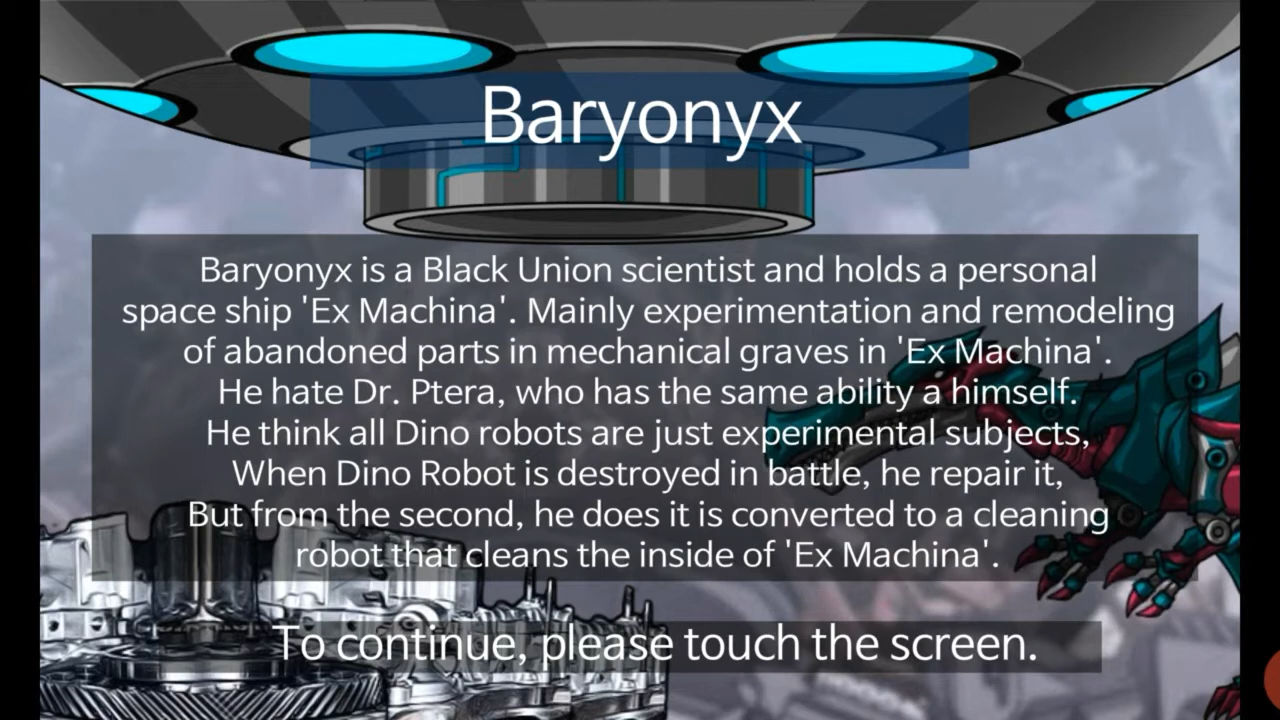 Baryonyx
Baryonyx is a Black Union scientist and holds a personal
space ship 'Ex Machina'. Mainly experimentation and remodeling
of abandoned parts in mechanical graves in 'Ex Machina'.
He hate Dr. Ptera, who has the same ability a himself.
He think all Dino robots are just experimental subjects,
When Dino Robot is destroyed in battle, he repair it,
But from the second, he does it is converted to a cleaning
robot that cleans the inside of 'Ex Machina'.
To continue, please touch the screen.